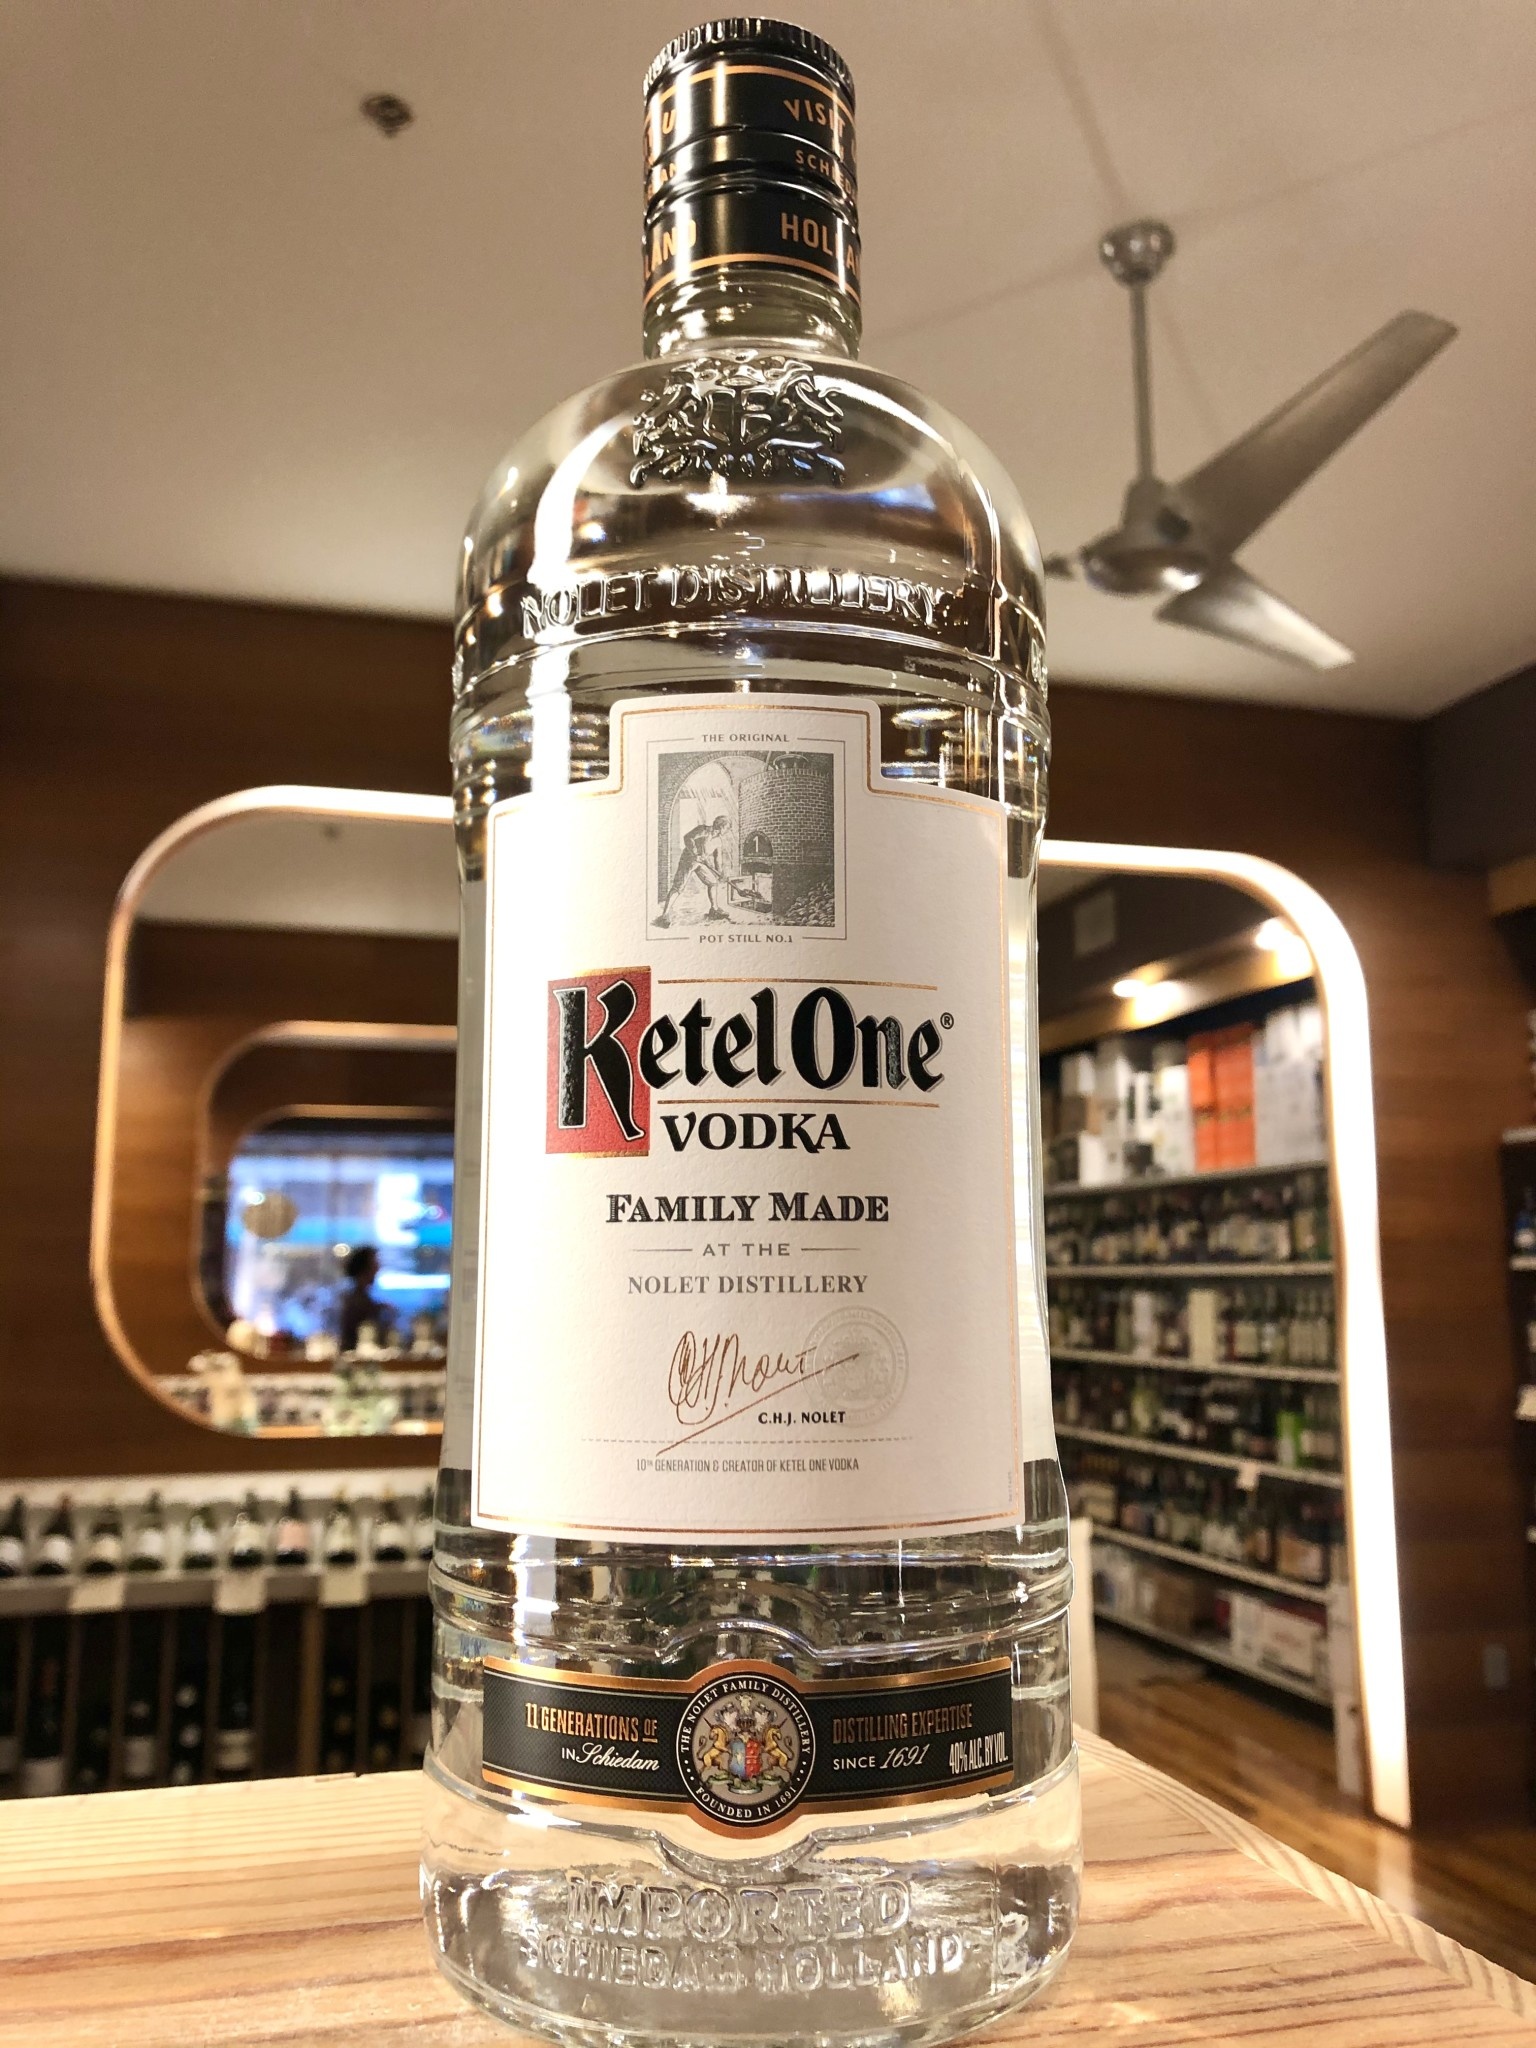 VISIT
HOLLAND
NOLET DISTILLERY
THE ORIGINAL
1
POT STILL NO.1
Ketel One®
VODKA
FAMILY MADE
AT THE
NOLET DISTILLERY
C.H.J. Nolet
C.H.J. NOLET
10TH GENERATION & CREATOR OF KETEL ONE VODKA
11 GENERATIONS OF
IN Schiedam
THE NOLET FAMILY DISTILLERY
FOUNDED IN 1691
DISTILLING EXPERTISE
SINCE 1691
40% ALC. BY VOL.
IMPORTED
SCHIEDAM HOLLAND